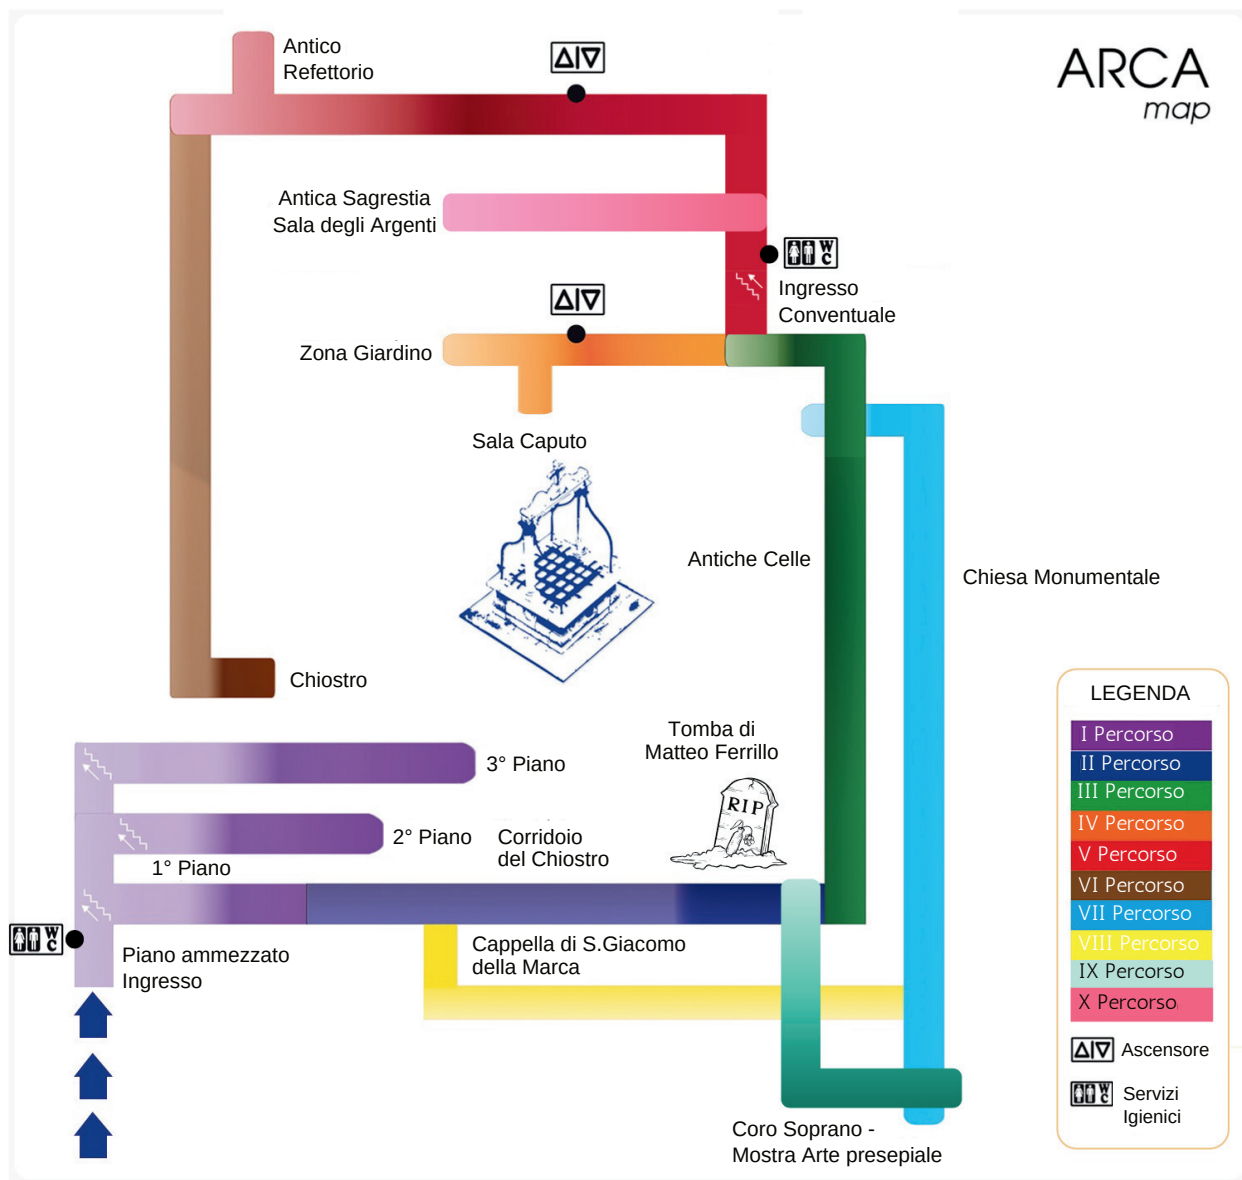 Antico
Refettorio
ARCA
map
Antica Sagrestia
Sala degli Argenti
WC
Ingresso
Conventuale
Zona Giardino
Sala Caputo
Antiche Celle
Chiesa Monumentale
Chiostro
Tomba di
Matteo Ferrillo
RIP
3° Piano
2° Piano
Corridoio
del Chiostro
1° Piano
WC
Piano ammezzato
Ingresso
Cappella di S.Giacomo
della Marca
Coro Soprano -
Mostra Arte presepiale
LEGENDA
I Percorso
II Percorso
III Percorso
IV Percorso
V Percorso
VI Percorso
VII Percorso
VIII Percorso
IX Percorso
X Percorso
Ascensore
WC
Servizi
Igienici